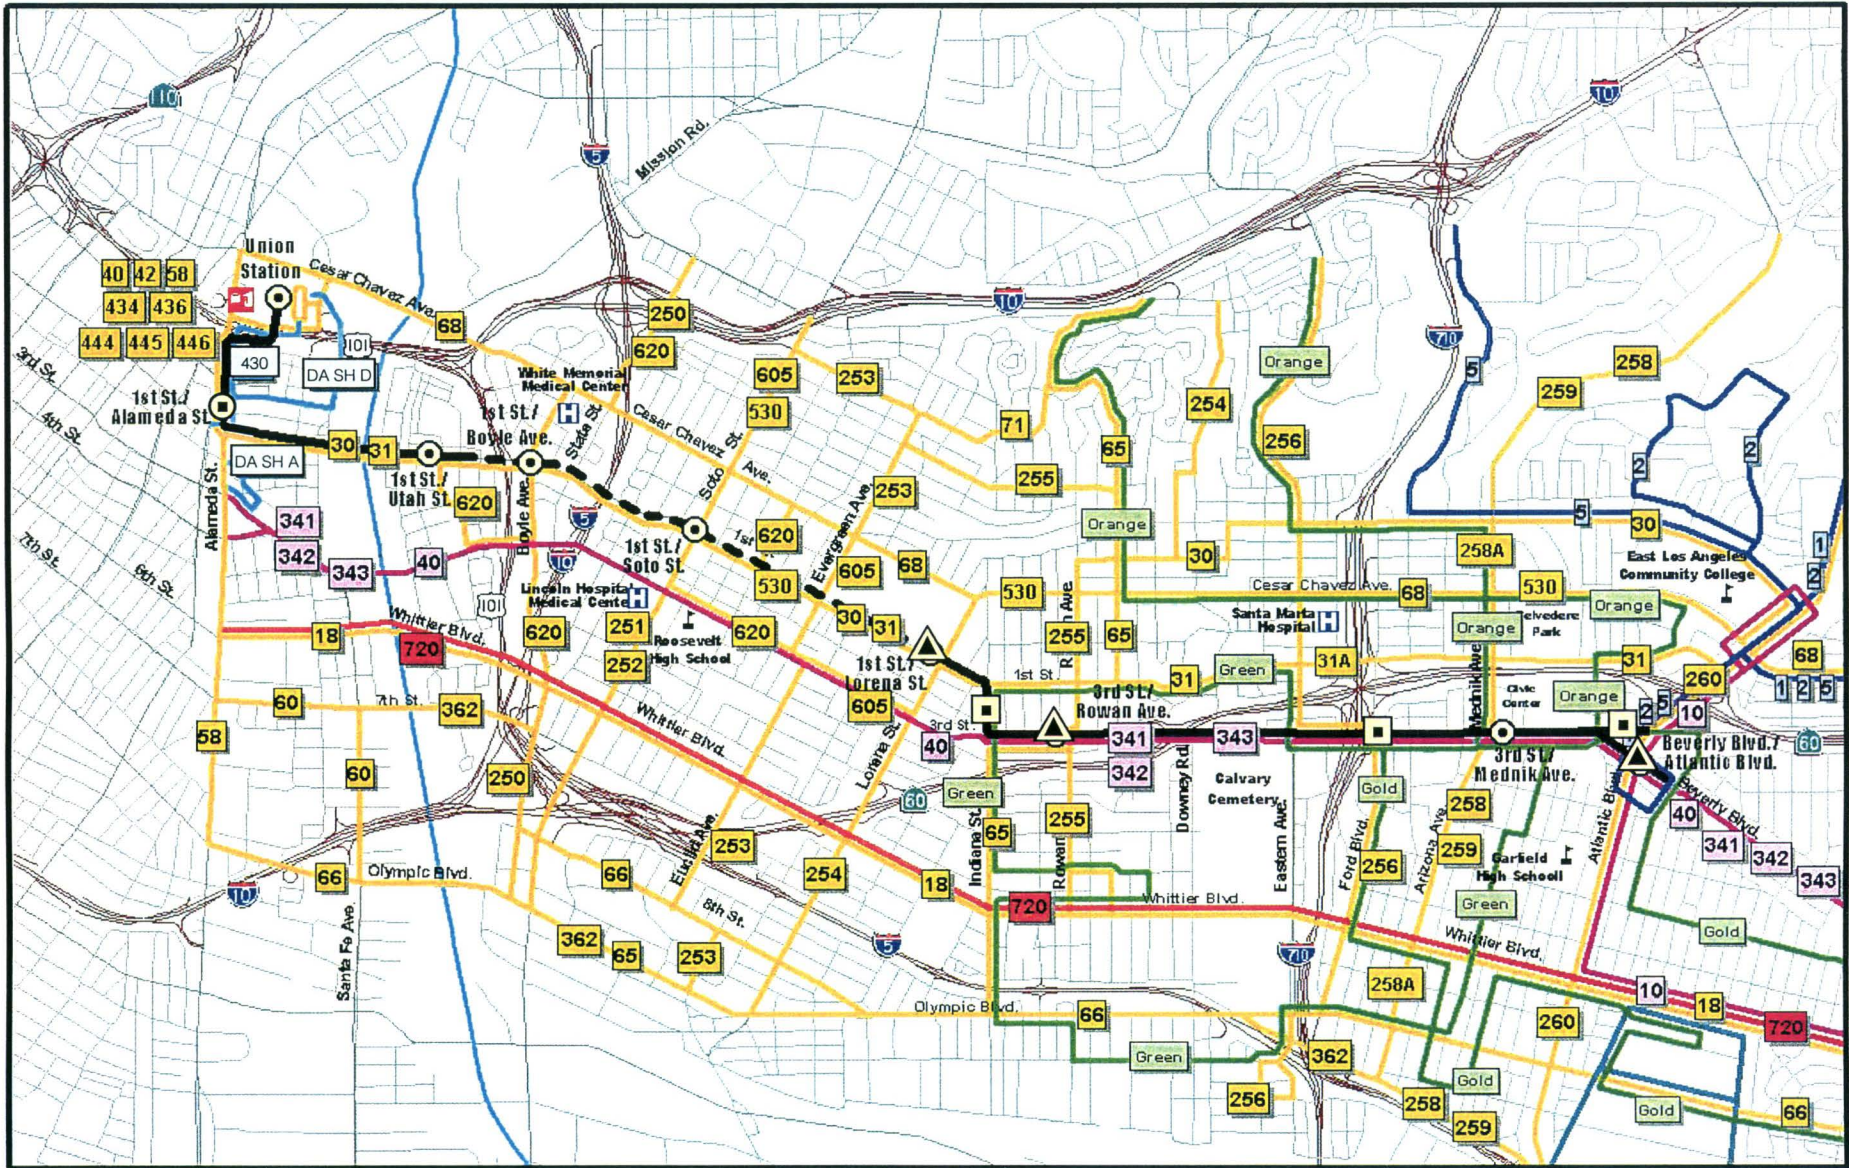 110
10
5
Mission Rd.
Union
Station
40 42 58
434 436
444 445 446
Cesar Chavez Ave.
68
250
10
Orange
710
5
258
259
430
101
DASH D
620
White Memorial
Medical Center
H
605
253
530
254
2
2
3rd St.
1st St./
Alameda St.
1st St./
Boyle Ave.
State St.
Cesar Chavez Ave.
71
65
256
4th St.
30 31
DASH A
1st St./
Utah St.
Soto St.
253
255
Orange
5
30
258A
1
2
Alameda St.
620
Boyle Ave.
5
1st St./
Soto St.
1st
620
Evergreen Ave.
341
342
343
40
10
7th St.
6th St.
Lincoln Hospital
Medical Center
H
530
605
68
30
530
Cesar Chavez Ave.
68
530
Orange
East Los Angeles
Community College
Belvedere
Park
101
Whittier Blvd.
18
720
620
251
252
Roosevelt
High School
620
30
31
255
65
Santa Marta
Hospital
H
Orange
31A
31
68
1 2 5
260
1st St./
Lorena St.
1st St.
31
Green
3rd St./
Rowan Ave.
Mednik Ave.
Civic
Center
Orange
2
5
10
60
60
7th St.
362
58
Whittier Blvd.
605
3rd St.
40
341
343
342
Downey Rd.
Calvary
Cemetery
3rd St./
Mednik Ave.
Beverly Blvd./
Atlantic Blvd.
60
250
Lorena St.
60
Green
Gold
258
Beverly Blvd.
40
341
342
343
Indiana St.
65
255
Rowan
Eastern Ave.
Ford Blvd.
256
Arizona Ave.
259
Garfield
High School
Atlantic Blvd.
10
66
Olympic Blvd.
Santa Fe Ave.
66
Euclid Ave.
253
254
18
720
Whittier Blvd.
Green
Gold
8th St.
362
65
253
5
710
Whittier Blvd.
258A
10
18
720
Olympic Blvd.
66
Green
362
260
256
Gold
258
259
Gold
66